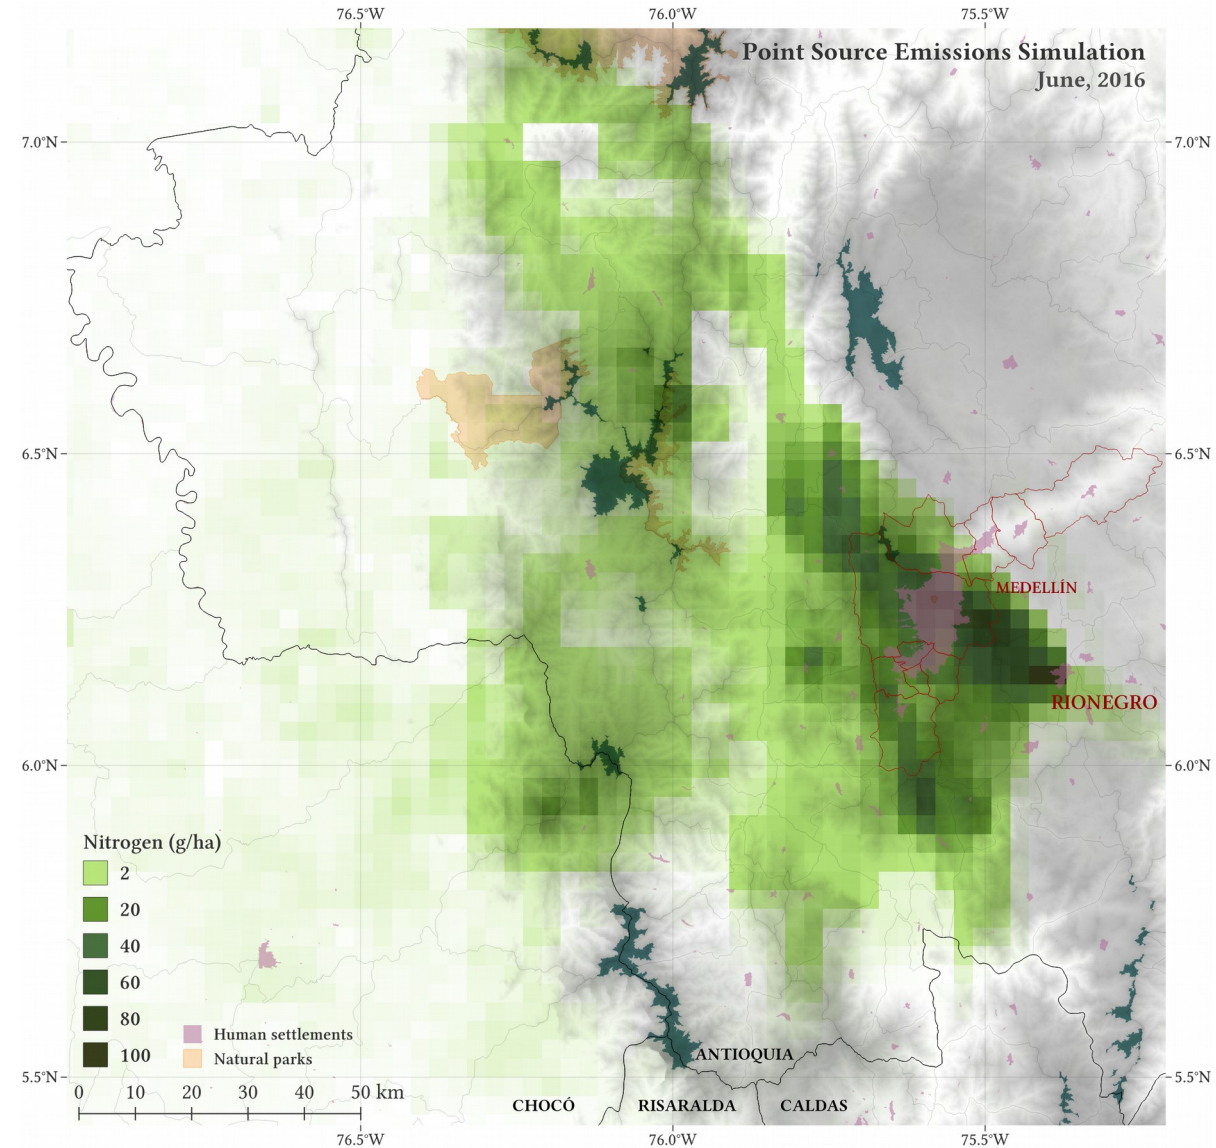 76.5°W 76.0°W 75.5°W
Point Source Emissions Simulation
June, 2016
7.0°N 7.0°N
6.5°N 6.5°N
MEDELLÍN
RIONEGRO
6.0°N 6.0°N
Nitrogen (g/ha)
2
20
40
60
80
100
Human settlements
Natural parks
ANTIOQUIA
5.5°N 5.5°N
0 10 20 30 40 50 km
CHOCÓ RISARALDA CALDAS
76.5°W 76.0°W 75.5°W